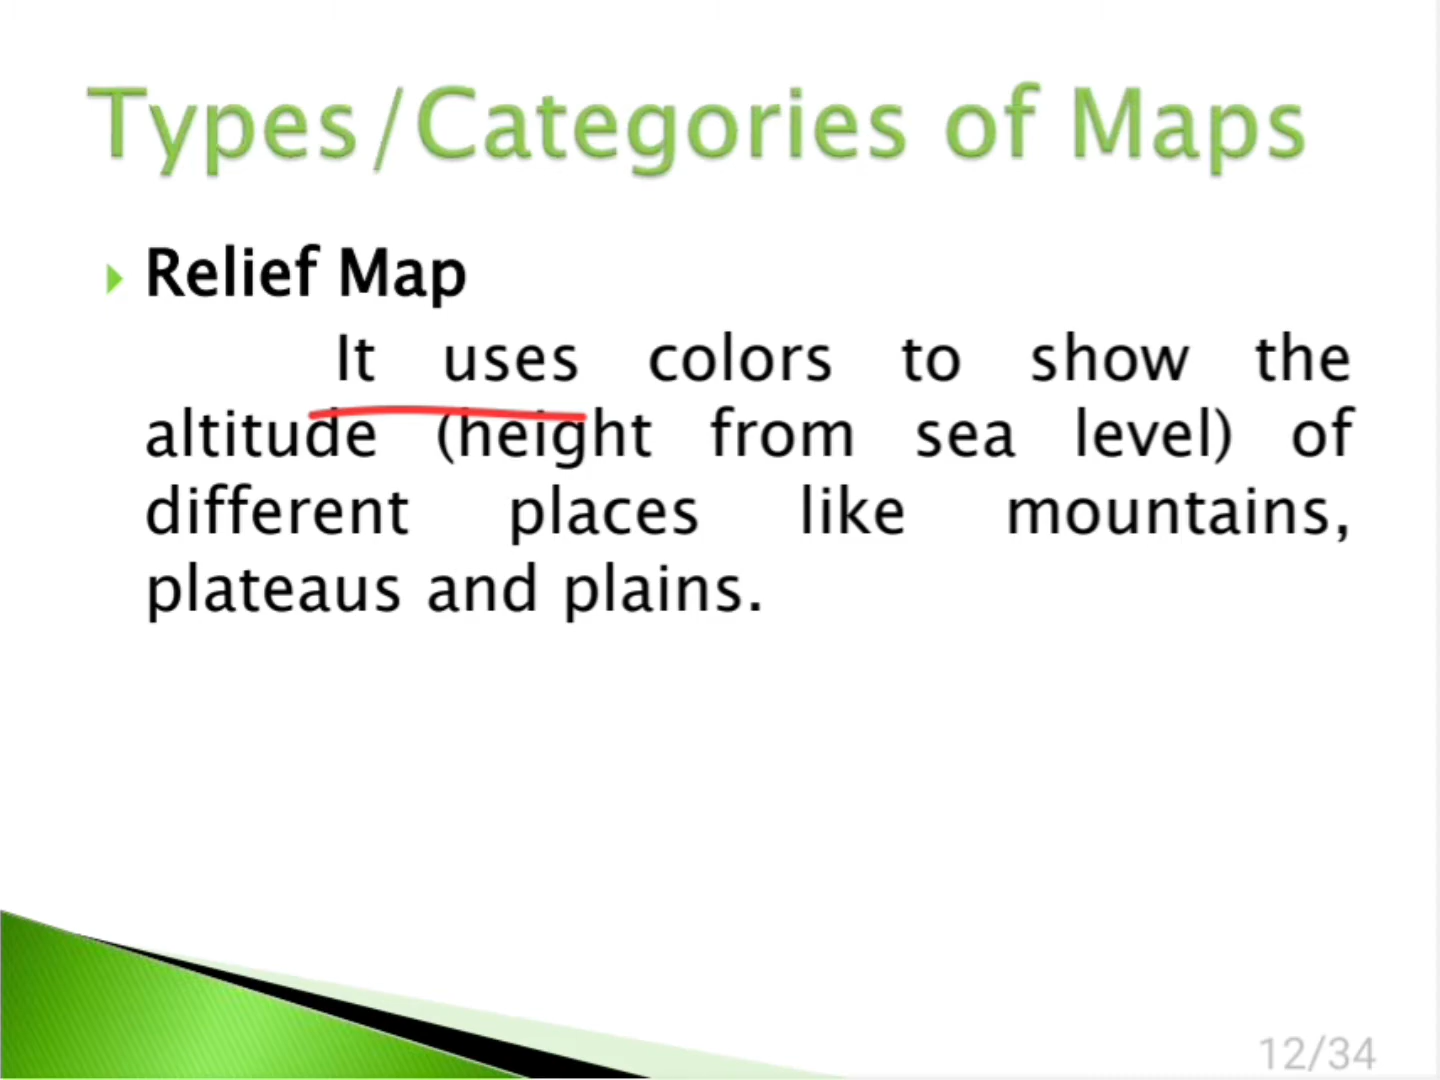 Types/Categories of Maps
Relief Map
It uses colors to show the
altitude (height from sea level) of
different places like mountains,
plateaus and plains.
12/34